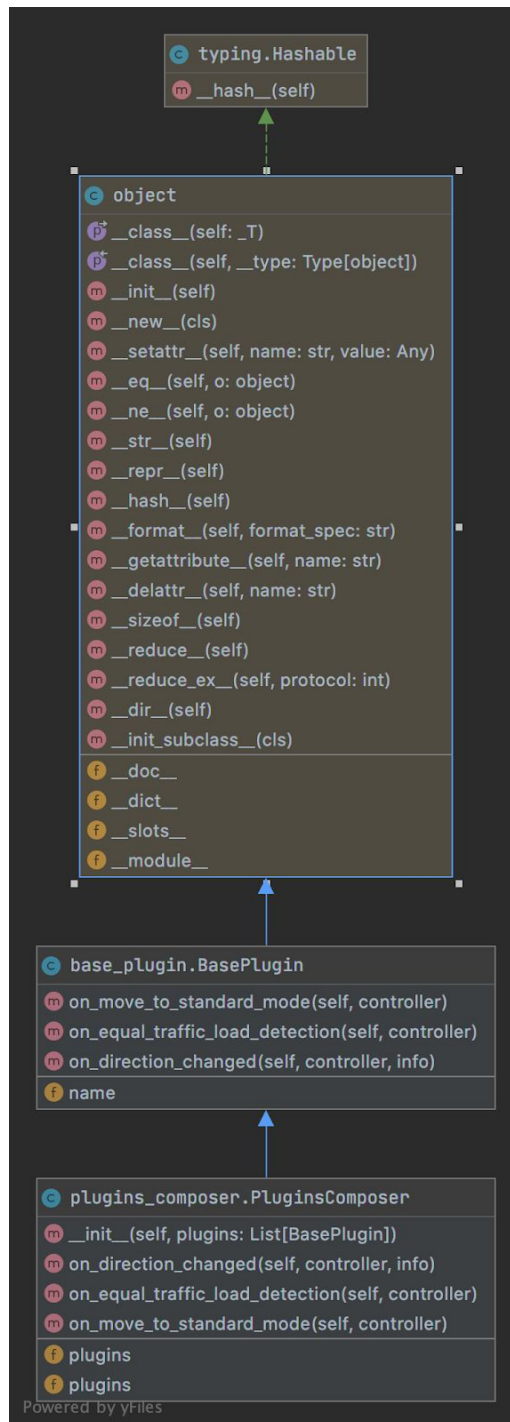 typing.Hashable
__hash__(self)
object
__class__(self: _T)
__class__(self, __type: Type[object])
__init__(self)
__new__(cls)
__setattr__(self, name: str, value: Any)
__eq__(self, o: object)
__ne__(self, o: object)
__str__(self)
__repr__(self)
__hash__(self)
__format__(self, format_spec: str)
__getattribute__(self, name: str)
__delattr__(self, name: str)
__sizeof__(self)
__reduce__(self)
__reduce_ex__(self, protocol: int)
__dir__(self)
__init_subclass__(cls)
__doc__
__dict__
__slots__
__module__
base_plugin.BasePlugin
on_move_to_standard_mode(self, controller)
on_equal_traffic_load_detection(self, controller)
on_direction_changed(self, controller, info)
name
plugins_composer.PluginsComposer
__init__(self, plugins: List[BasePlugin])
on_direction_changed(self, controller, info)
on_equal_traffic_load_detection(self, controller)
on_move_to_standard_mode(self, controller)
plugins
plugins
Powered by yFiles